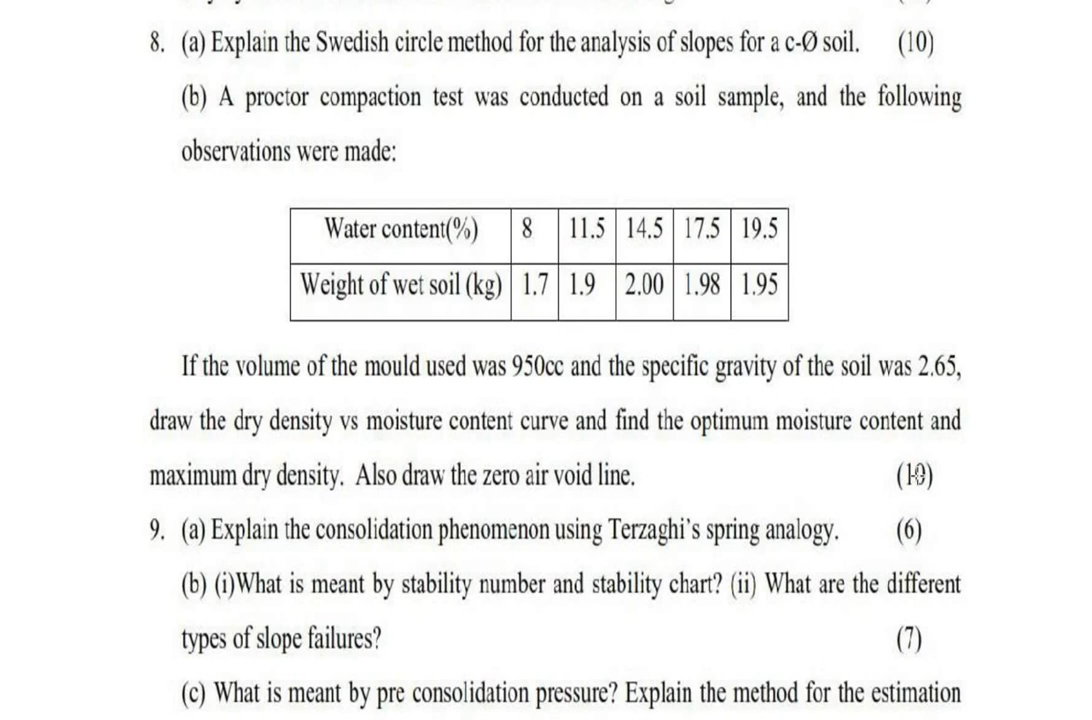 8. (a) Explain the Swedish circle method for the analysis of slopes for a c-Ø soil. (10)
(b) A proctor compaction test was conducted on a soil sample, and the following
observations were made:
Water content(%) 8 11.5 14.5 17.5 19.5
Weight of wet soil (kg) 1.7 1.9 2.00 1.98 1.95
If the volume of the mould used was 950cc and the specific gravity of the soil was 2.65,
draw the dry density vs moisture content curve and find the optimum moisture content and
maximum dry density. Also draw the zero air void line. (10)
9. (a) Explain the consolidation phenomenon using Terzaghi's spring analogy. (6)
(b) (i)What is meant by stability number and stability chart? (ii) What are the different
types of slope failures? (7)
(c) What is meant by pre consolidation pressure? Explain the method for the estimation